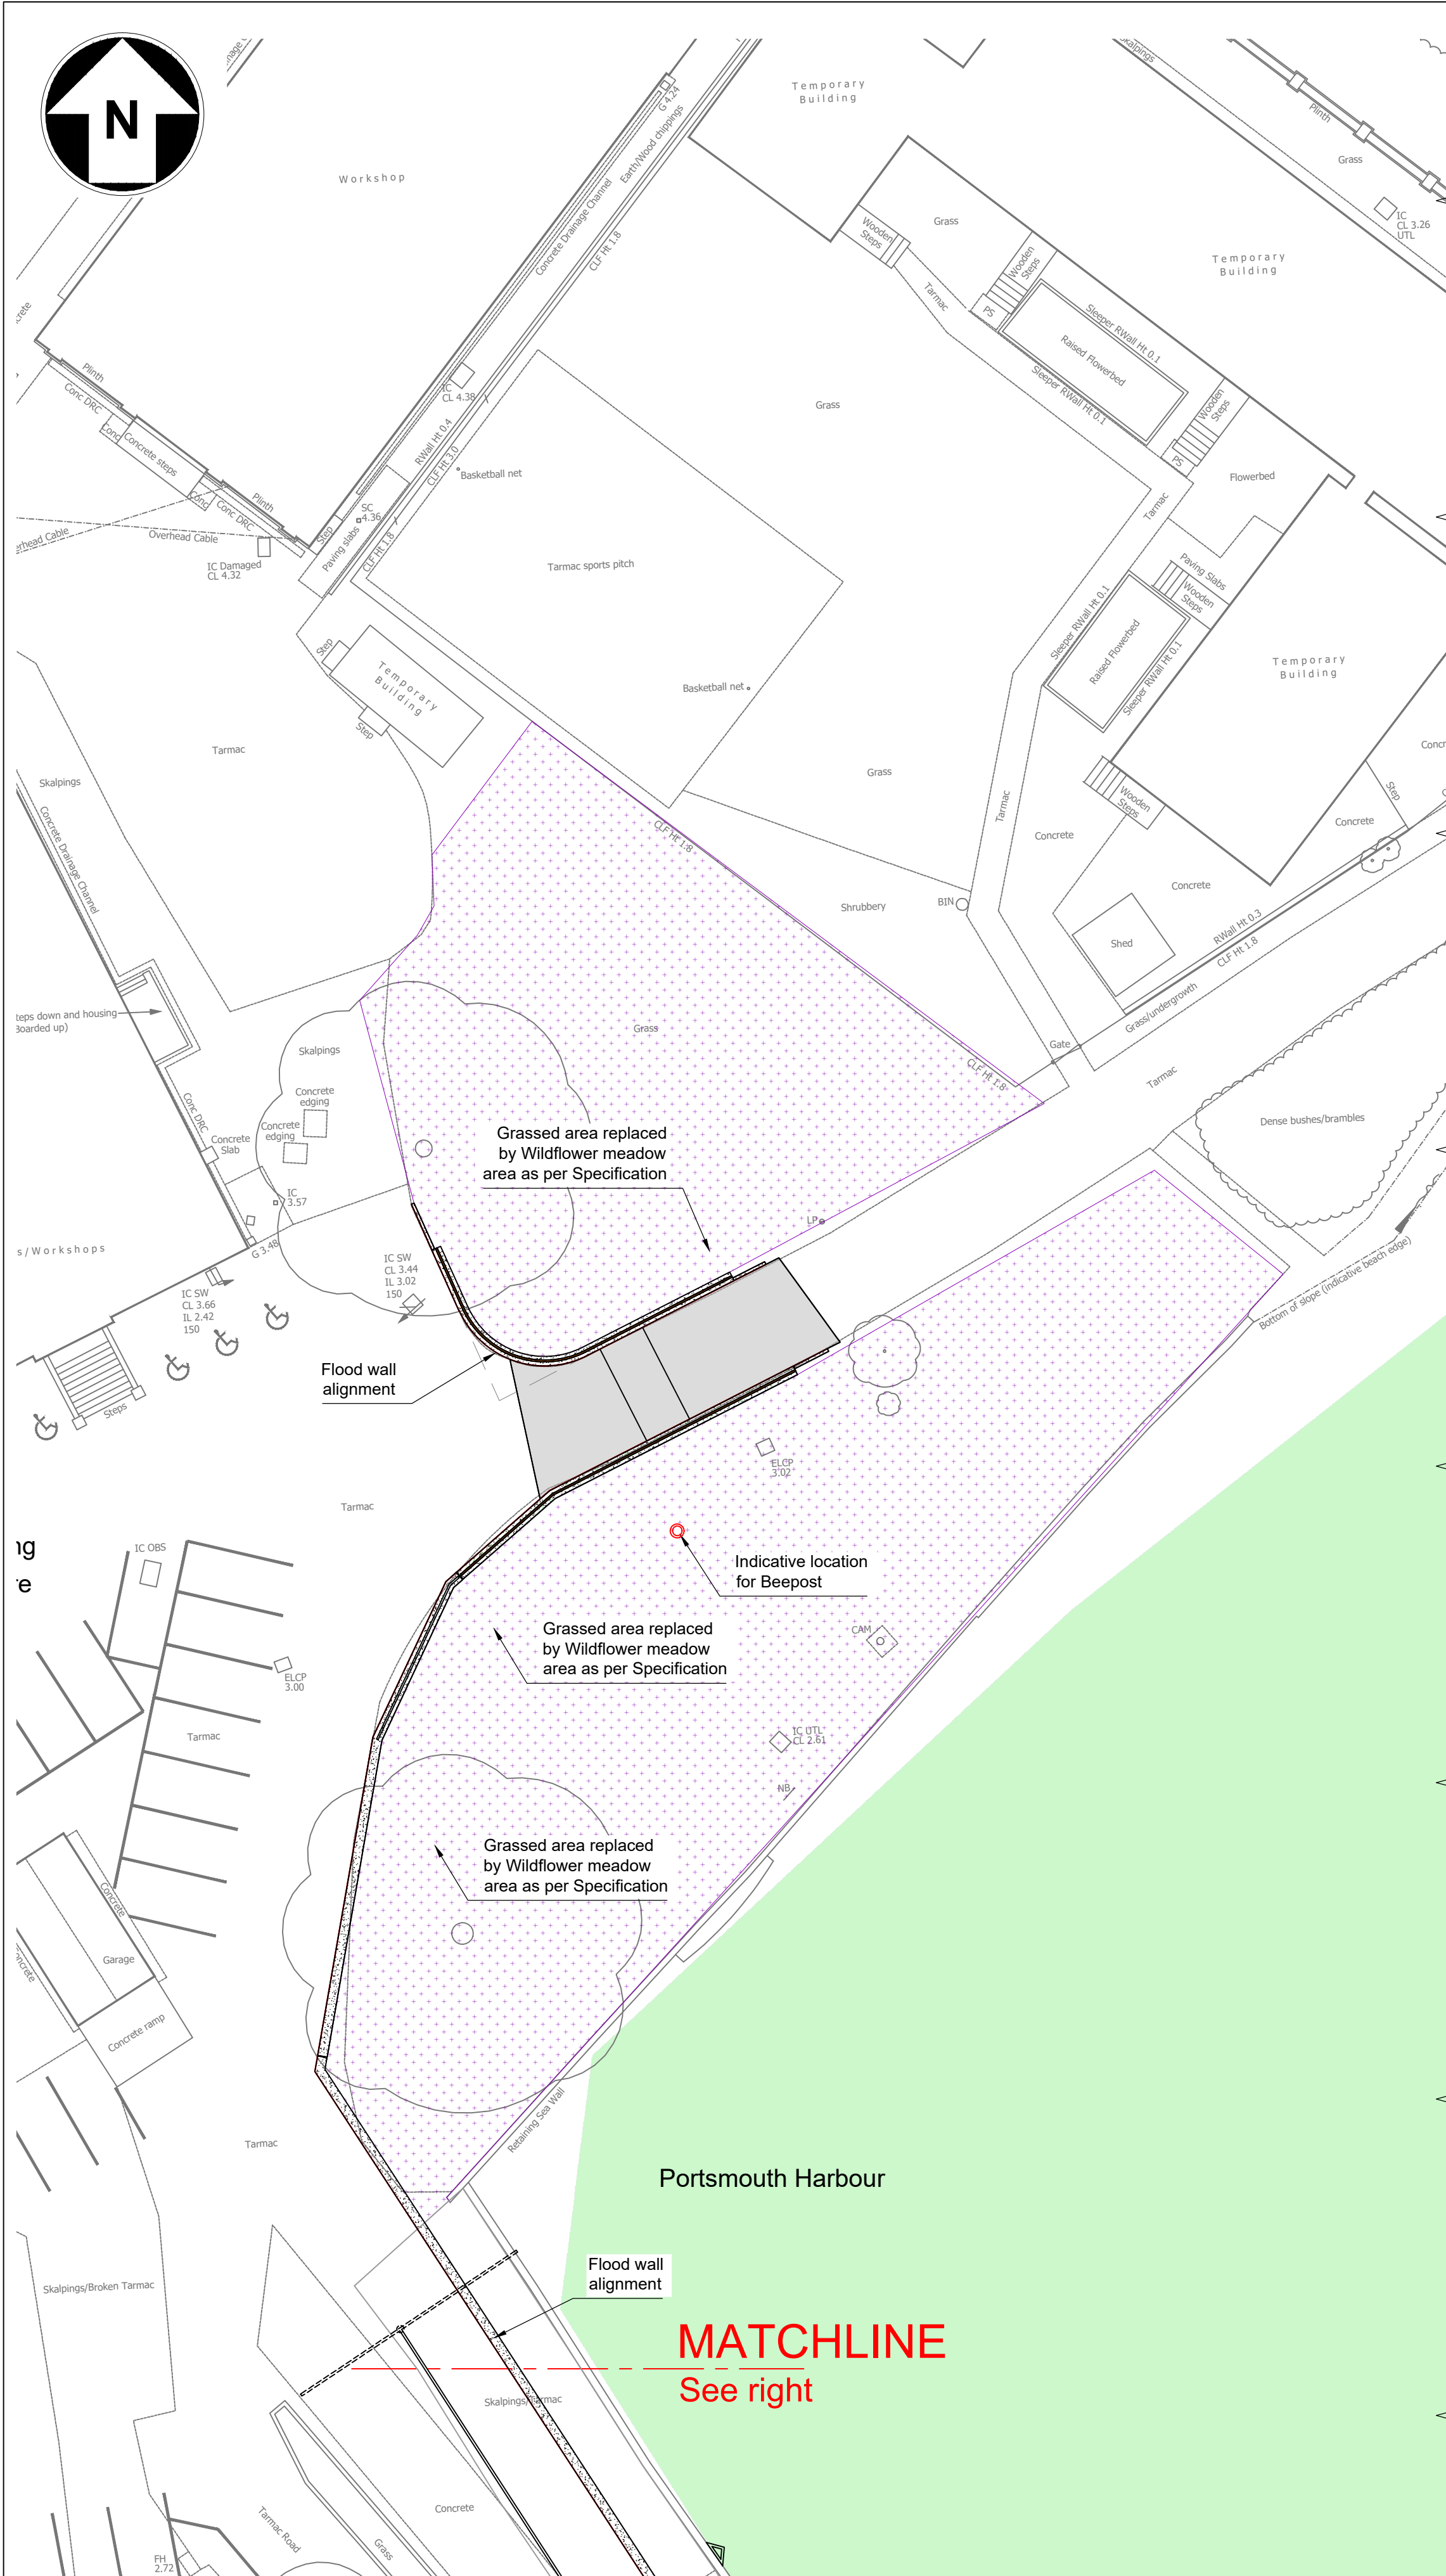 N
Workshop
G 4.24
Earth/Wood chippings
Concrete Drainage Channel
CLF Ht 1.8
Temporary
Building
Skalpings
Plinth
Grass
IC
CL 3.26
UTL
Temporary
Building
Grass
Wooden
Steps
Wooden
Steps
PS
Tarmac
Sleeper RWall Ht 0.1
Raised Flowerbed
Sleeper RWall Ht 0.1
Wooden
Steps
PS
Flowerbed
Tarmac
Grass
Plinth
Conc DRC
Conc
Concrete steps
Conc
Plinth
Conc DRC
Overhead Cable
IC Damaged
CL 4.32
IC
CL 4.38
RWall Ht 0.4
CLF Ht 3.0
Basketball net
SC
4.36
Step
Paving slabs
CLF Ht 1.8
Tarmac sports pitch
Basketball net
Paving Slabs
Wooden
Steps
Sleeper RWall Ht 0.1
Raised Flowerbed
Sleeper RWall Ht 0.1
Temporary
Building
Step
Temporary
Building
Step
Tarmac
Skalpings
Concrete Drainage Channel
Grass
CLF Ht 1.8
Tarmac
Wooden
Steps
Step
Concrete
Concrete
Concrete
Shrubbery
BIN
Shed
RWall Ht 0.3
CLF Ht 1.8
Grass/undergrowth
Gate
CLF Ht 1.8
Tarmac
Dense bushes/brambles
teps down and housing
Boarded up)
Skalpings
Grass
Concrete
edging
Concrete
edging
Conc DRC
Concrete
Slab
IC
3.57
G 3.48
s/Workshops
Grassed area replaced
by Wildflower meadow
area as per Specification
LP
IC SW
CL 3.44
IL 3.02
150
IC SW
CL 3.66
IL 2.42
150
Bottom of slope (indicative beach edge)
Flood wall
alignment
Steps
ELCP
3.02
Tarmac
ng
re
IC OBS
Indicative location
for Beepost
Grassed area replaced
by Wildflower meadow
area as per Specification
CAM
ELCP
3.00
Tarmac
IC UTL
CL 2.61
NB
Grassed area replaced
by Wildflower meadow
area as per Specification
Concrete
Garage
Concrete ramp
Tarmac
Retaining Sea Wall
Portsmouth Harbour
Skalpings/Broken Tarmac
Flood wall
alignment
MATCHLINE
See right
Skalpings/Tarmac
Concrete
Tarmac Road
Grass
FH
2.72